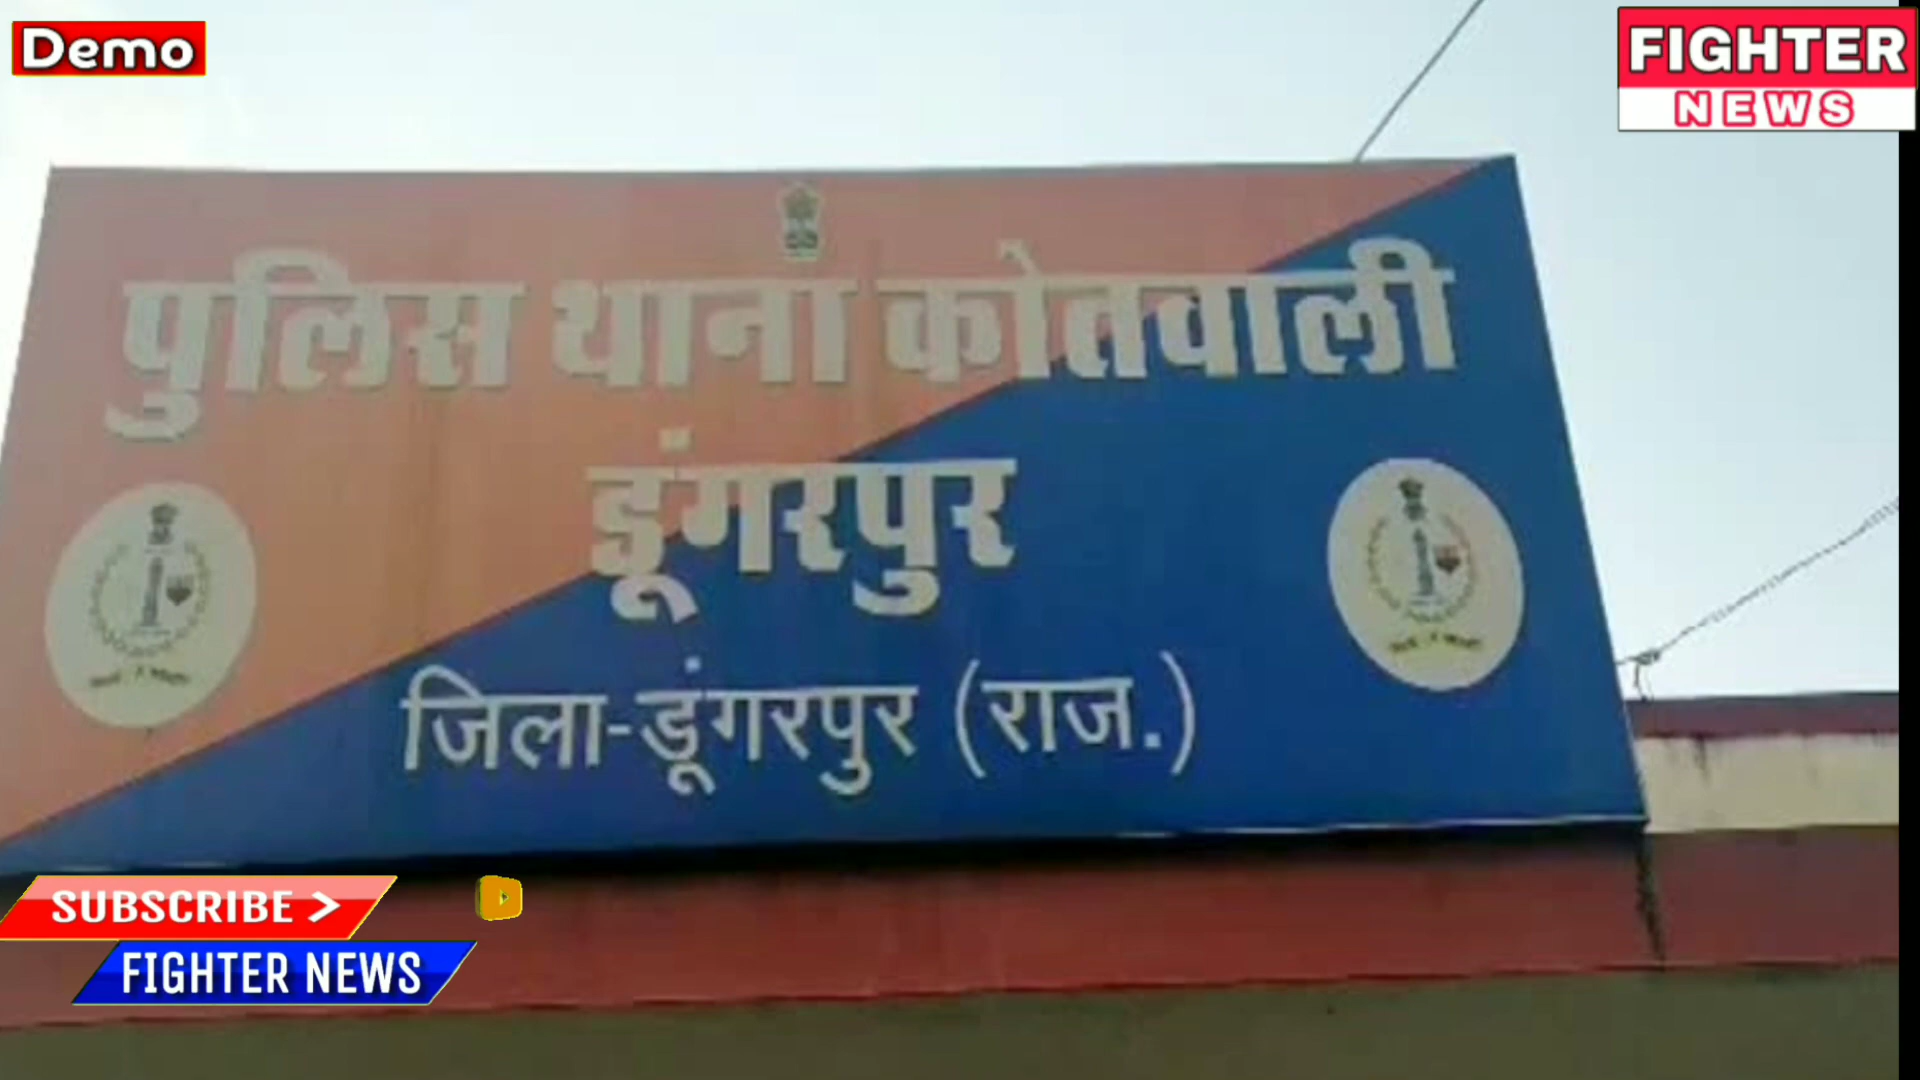 Demo
FIGHTER
NEWS
पुलिस थाना कोतवाली
डूंगरपुर
जिला-डूंगरपुर (राज.)
SUBSCRIBE >
FIGHTER NEWS